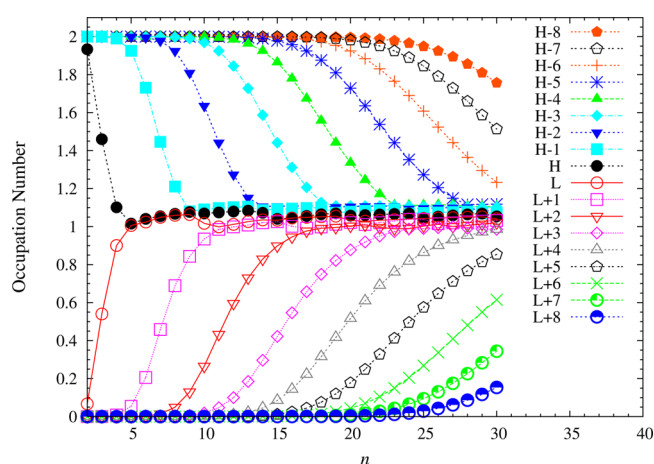 Occupation Number
2
1.8
1.6
1.4
1.2
1
0.8
0.6
0.4
0.2
0
5
10
15
20
25
30
35
40
n
H-8
H-7
H-6
H-5
H-4
H-3
H-2
H-1
H
L
L+1
L+2
L+3
L+4
L+5
L+6
L+7
L+8